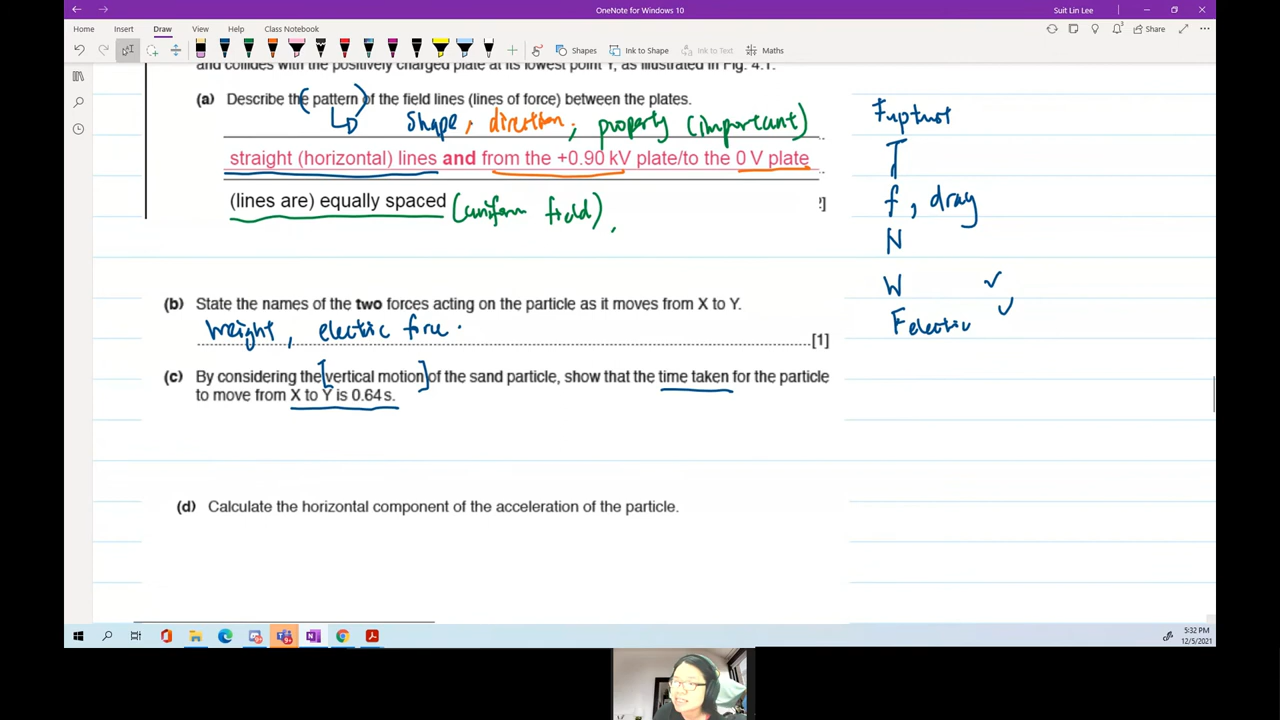 OneNote for Windows 10
Suit Lin Lee
Home Insert Draw View Help Class Notebook
Shapes Ink to Shape Ink to Text Maths Share
and collides with the positively charged plate at its lowest point Y, as illustrated in Fig. 4.1.
(a) Describe the (pattern) of the field lines (lines of force) between the plates.
shape, direction, property (important)
straight (horizontal) lines and from the +0.90 kV plate/to the 0 V plate
(lines are) equally spaced (uniform field), 2]
(b) State the names of the two forces acting on the particle as it moves from X to Y.
weight, electric force.
[1]
(c) By considering the [vertical motion] of the sand particle, show that the time taken for the particle
to move from X to Y is 0.64 s.
(d) Calculate the horizontal component of the acceleration of the particle.
Fupthrust
T
f, drag
N
W ✓
Felectric ✓
5:32 PM
12/5/2021